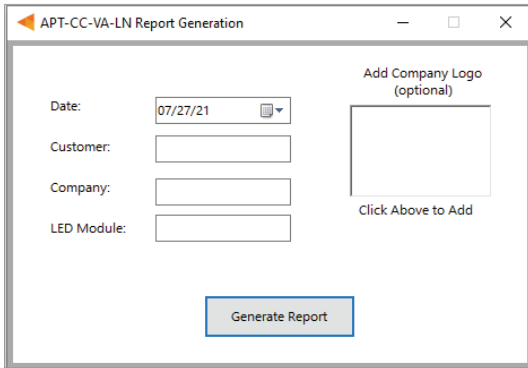 APT-CC-VA-LN Report Generation
Add Company Logo
(optional)
Date:
07/27/21
Customer:
Company:
Click Above to Add
LED Module:
Generate Report